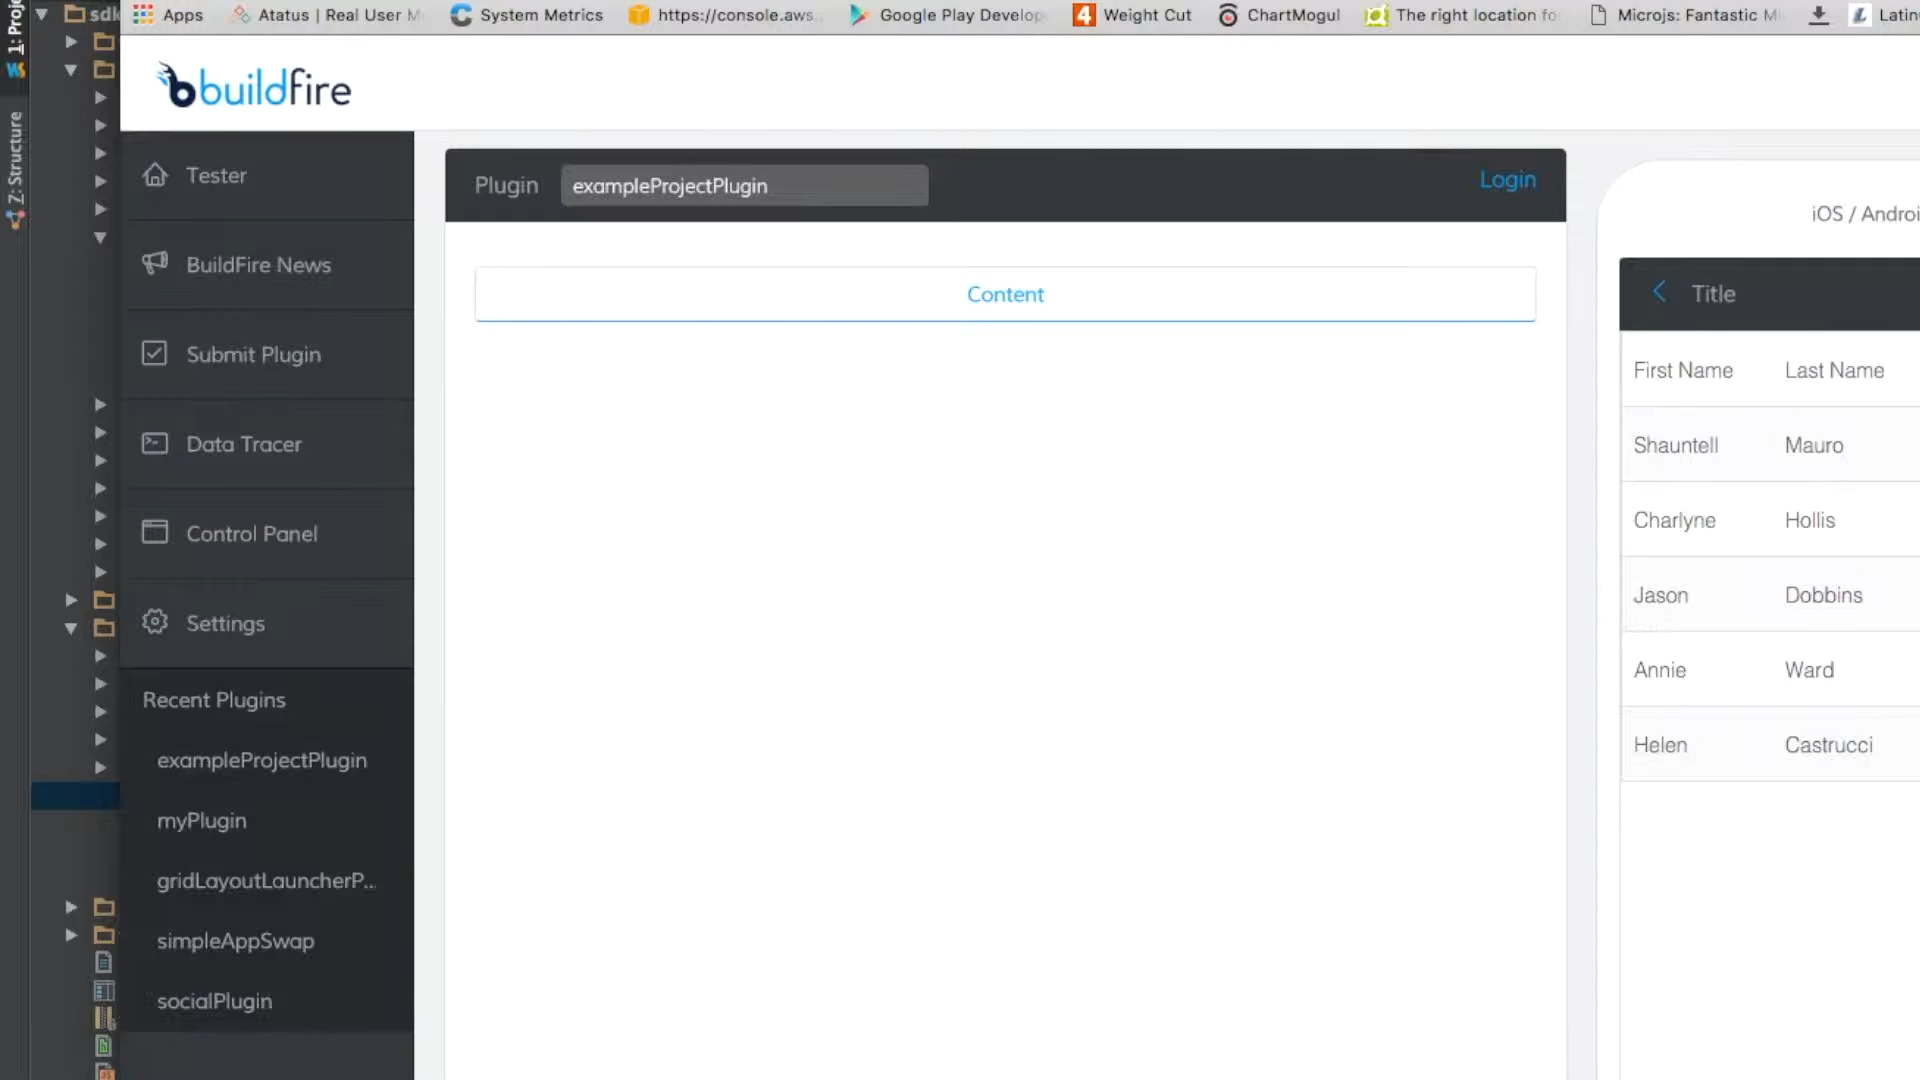 1: Proje
Z: Structure
sdk
Apps
Atatus | Real User M
System Metrics
https://console.aws.
Google Play Develop
Weight Cut
ChartMogul
The right location fo
Microjs: Fantastic Mi
Latin
buildfire
Tester
BuildFire News
Submit Plugin
Data Tracer
Control Panel
Settings
Recent Plugins
exampleProjectPlugin
myPlugin
gridLayoutLauncherP...
simpleAppSwap
socialPlugin
Plugin exampleProjectPlugin Login
Content
iOS / Androi
Title
First Name Last Name
Shauntell Mauro
Charlyne Hollis
Jason Dobbins
Annie Ward
Helen Castrucci